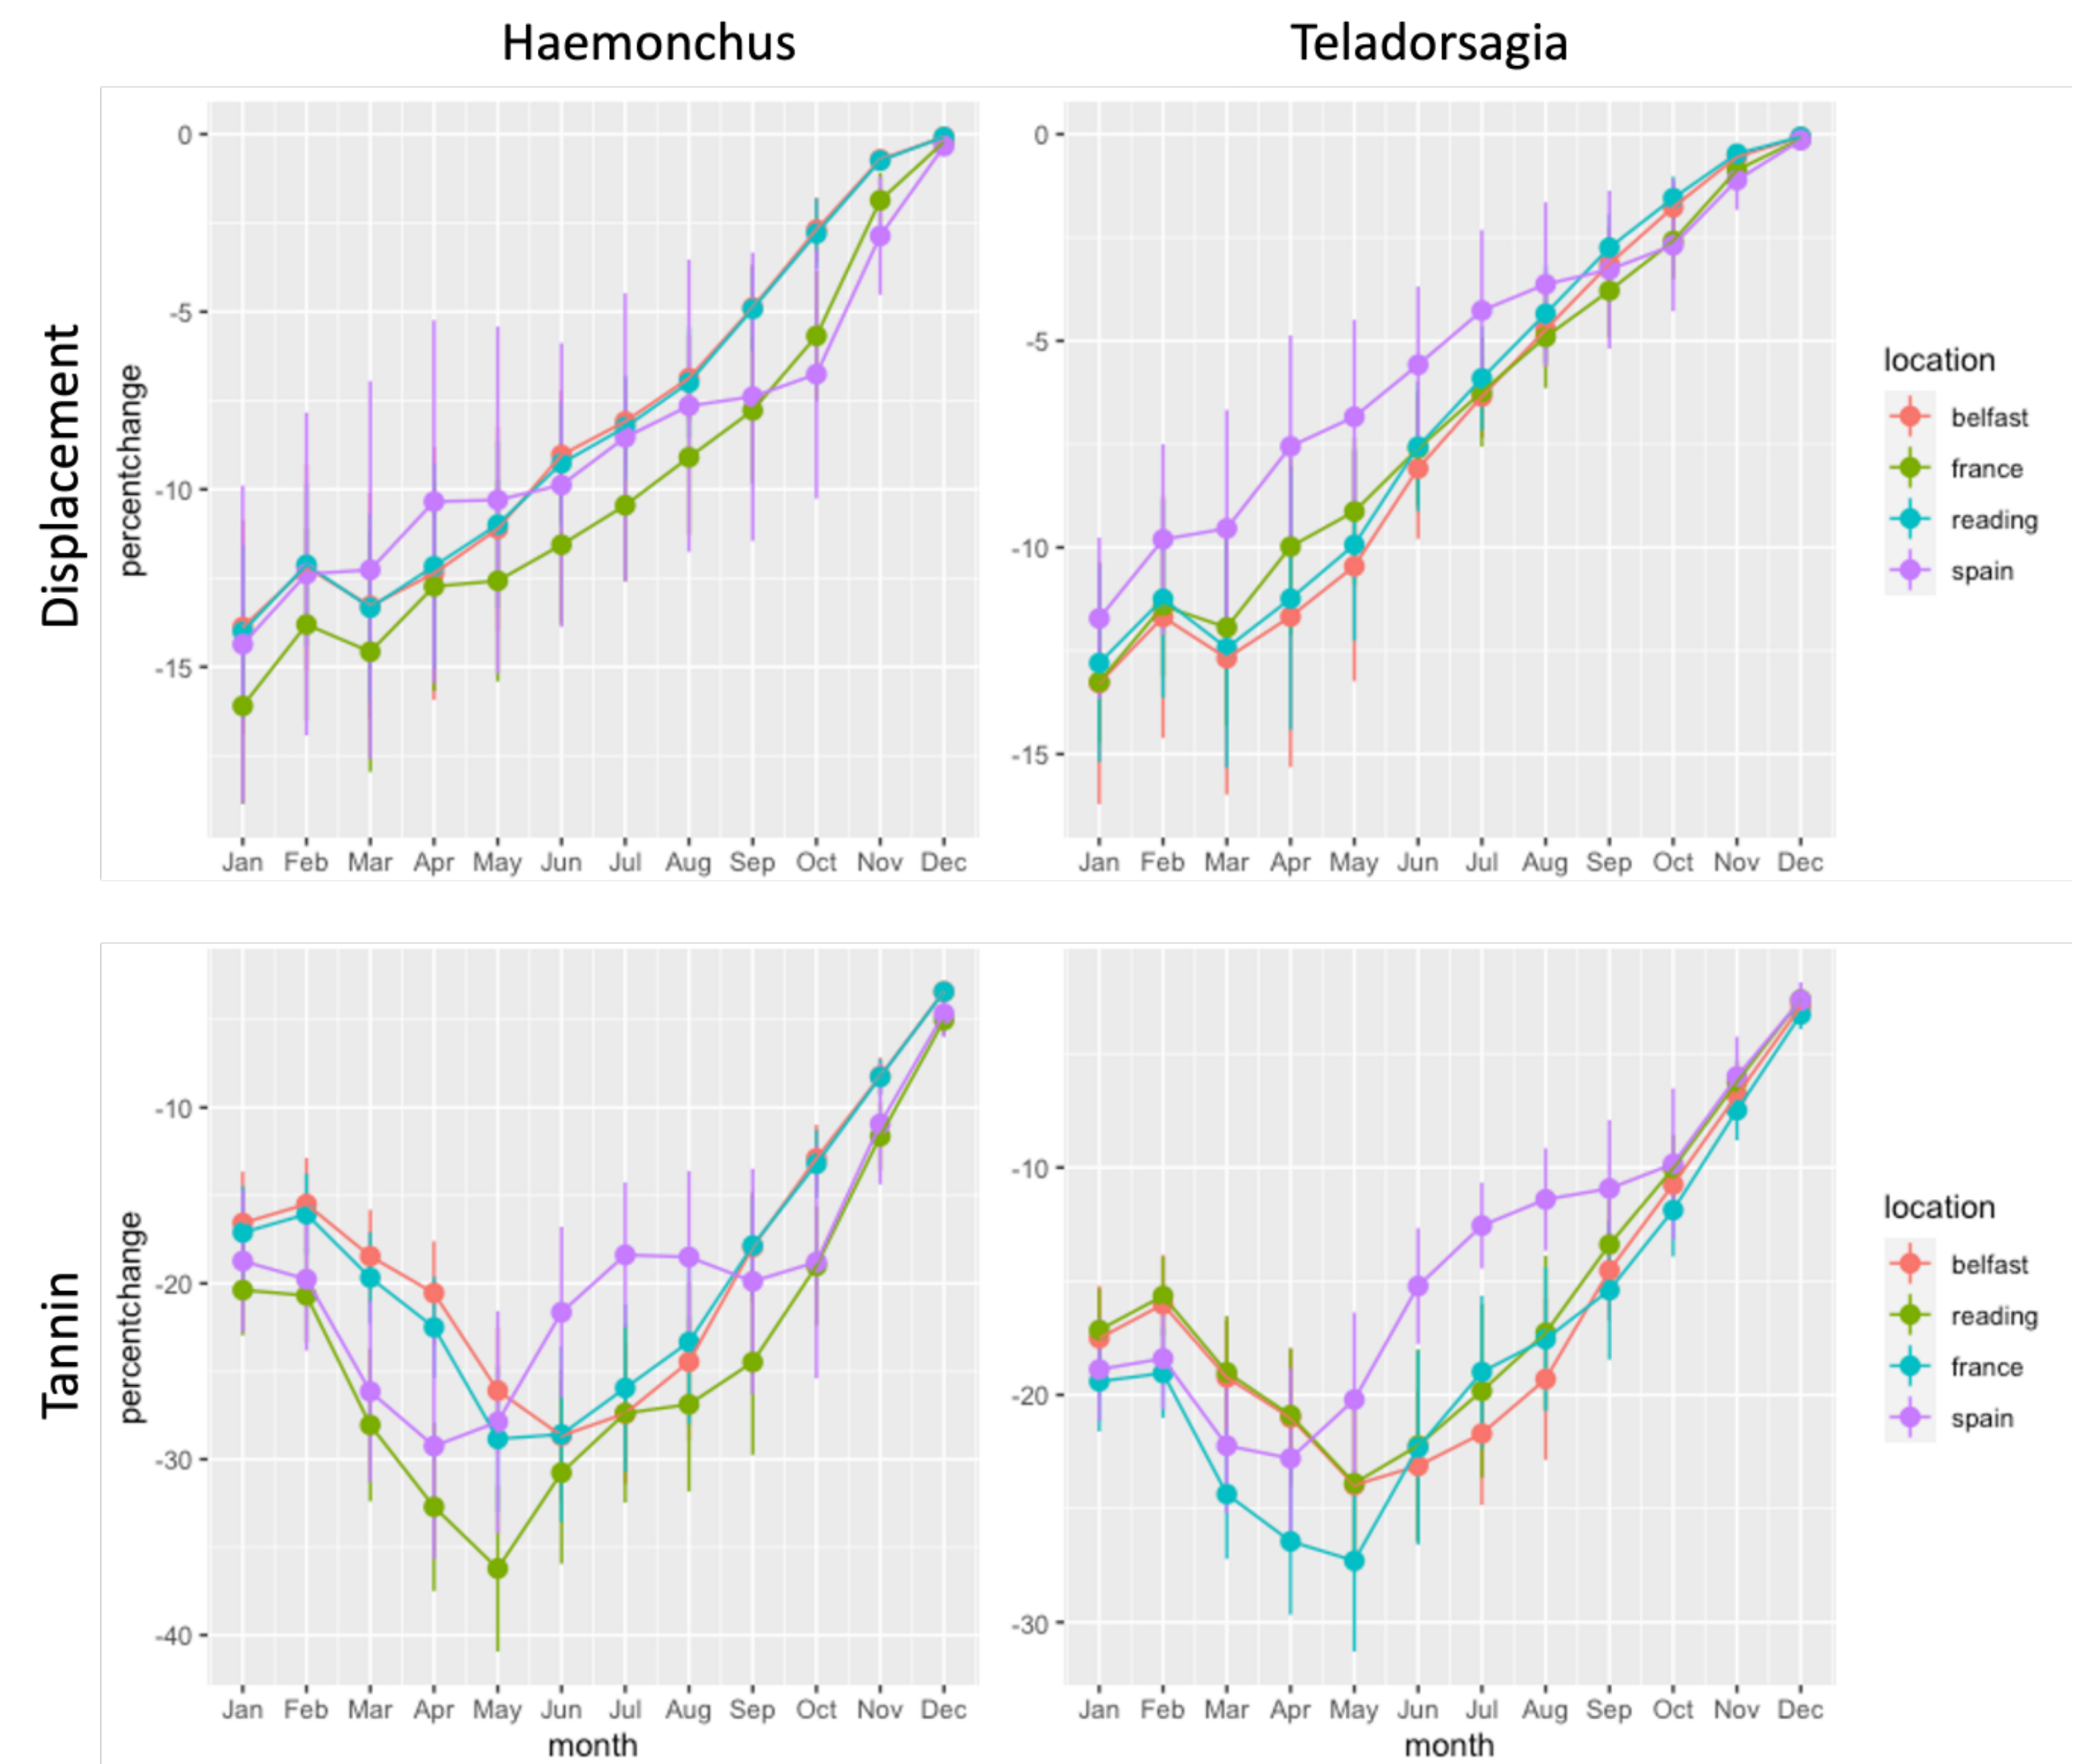 Haemonchus Teladorsagia
Displacement
percentchange
0
-5
-10
-15
Jan Feb Mar Apr May Jun Jul Aug Sep Oct Nov Dec
0
-5
-10
-15
Jan Feb Mar Apr May Jun Jul Aug Sep Oct Nov Dec
location
belfast
france
reading
spain
Tannin
percentchange
-10
-20
-30
-40
Jan Feb Mar Apr May Jun Jul Aug Sep Oct Nov Dec
month
-10
-20
-30
Jan Feb Mar Apr May Jun Jul Aug Sep Oct Nov Dec
month
location
belfast
reading
france
spain